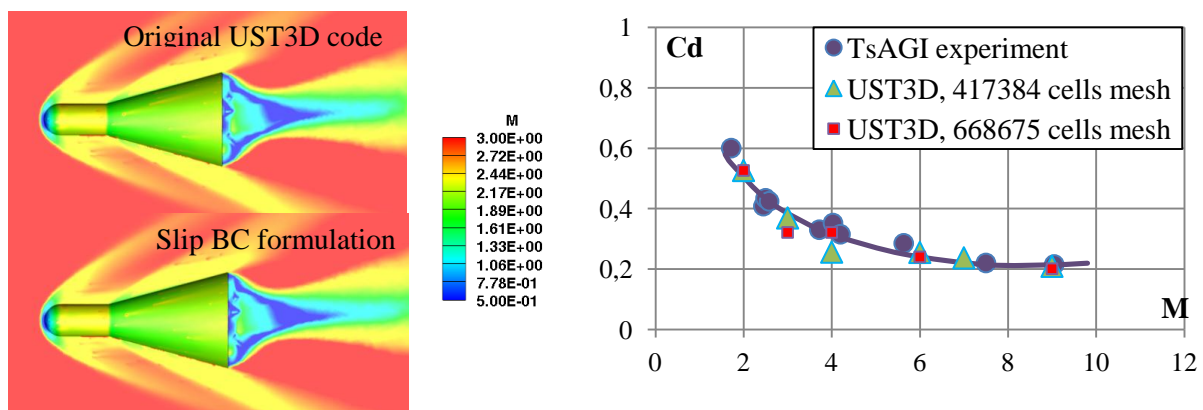 Original UST3D code
Slip BC formulation
M
3.00E+00
2.72E+00
2.44E+00
2.17E+00
1.89E+00
1.61E+00
1.33E+00
1.06E+00
7.78E-01
5.00E-01
Cd
TsAGI experiment
UST3D, 417384 cells mesh
UST3D, 668675 cells mesh
1
0,8
0,6
0,4
0,2
0
M
0 2 4 6 8 10 12